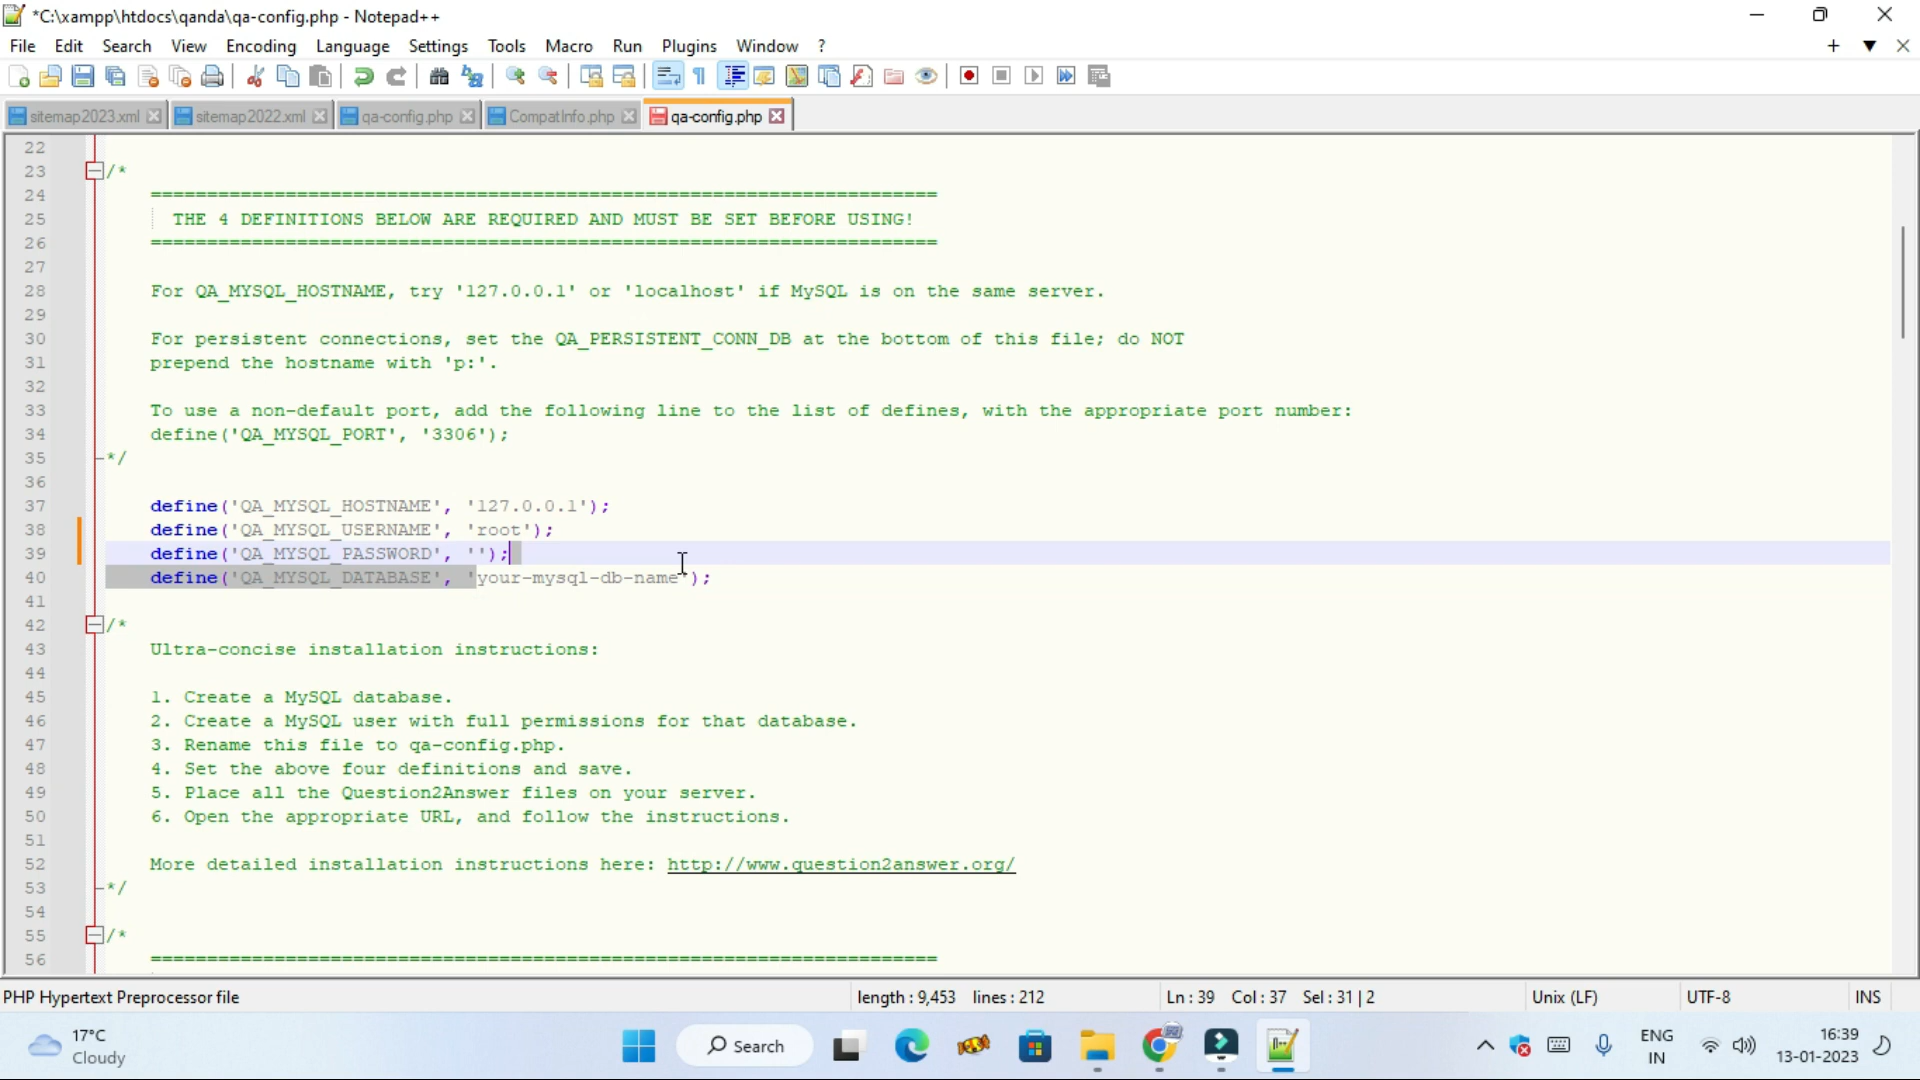 *C:\xampp\htdocs\qanda\qa-config.php - Notepad++
File Edit Search View Encoding Language Settings Tools Macro Run Plugins Window ?
sitemap2023.xml sitemap2022.xml qa-config.php CompatInfo.php qa-config.php
22
23 /*
24 ======================================================================
25 THE 4 DEFINITIONS BELOW ARE REQUIRED AND MUST BE SET BEFORE USING!
26 ======================================================================
27
28 For QA_MYSQL_HOSTNAME, try '127.0.0.1' or 'localhost' if MySQL is on the same server.
29
30 For persistent connections, set the QA_PERSISTENT_CONN_DB at the bottom of this file; do NOT
31 prepend the hostname with 'p:'.
32
33 To use a non-default port, add the following line to the list of defines, with the appropriate port number:
34 define('QA_MYSQL_PORT', '3306');
35 */
36
37 define('QA_MYSQL_HOSTNAME', '127.0.0.1');
38 define('QA_MYSQL_USERNAME', 'root');
39 define('QA_MYSQL_PASSWORD', '');
40 define('QA_MYSQL_DATABASE', 'your-mysql-db-name');
41
42 /*
43 Ultra-concise installation instructions:
44
45 1. Create a MySQL database.
46 2. Create a MySQL user with full permissions for that database.
47 3. Rename this file to qa-config.php.
48 4. Set the above four definitions and save.
49 5. Place all the Question2Answer files on your server.
50 6. Open the appropriate URL, and follow the instructions.
51
52 More detailed installation instructions here: http://www.question2answer.org/
53 */
54
55 /*
56 ======================================================================
PHP Hypertext Preprocessor file length : 9,453 lines : 212 Ln : 39 Col : 37 Sel : 31 | 2 Unix (LF) UTF-8 INS
17°C
Cloudy
Search
ENG
IN
16:39
13-01-2023